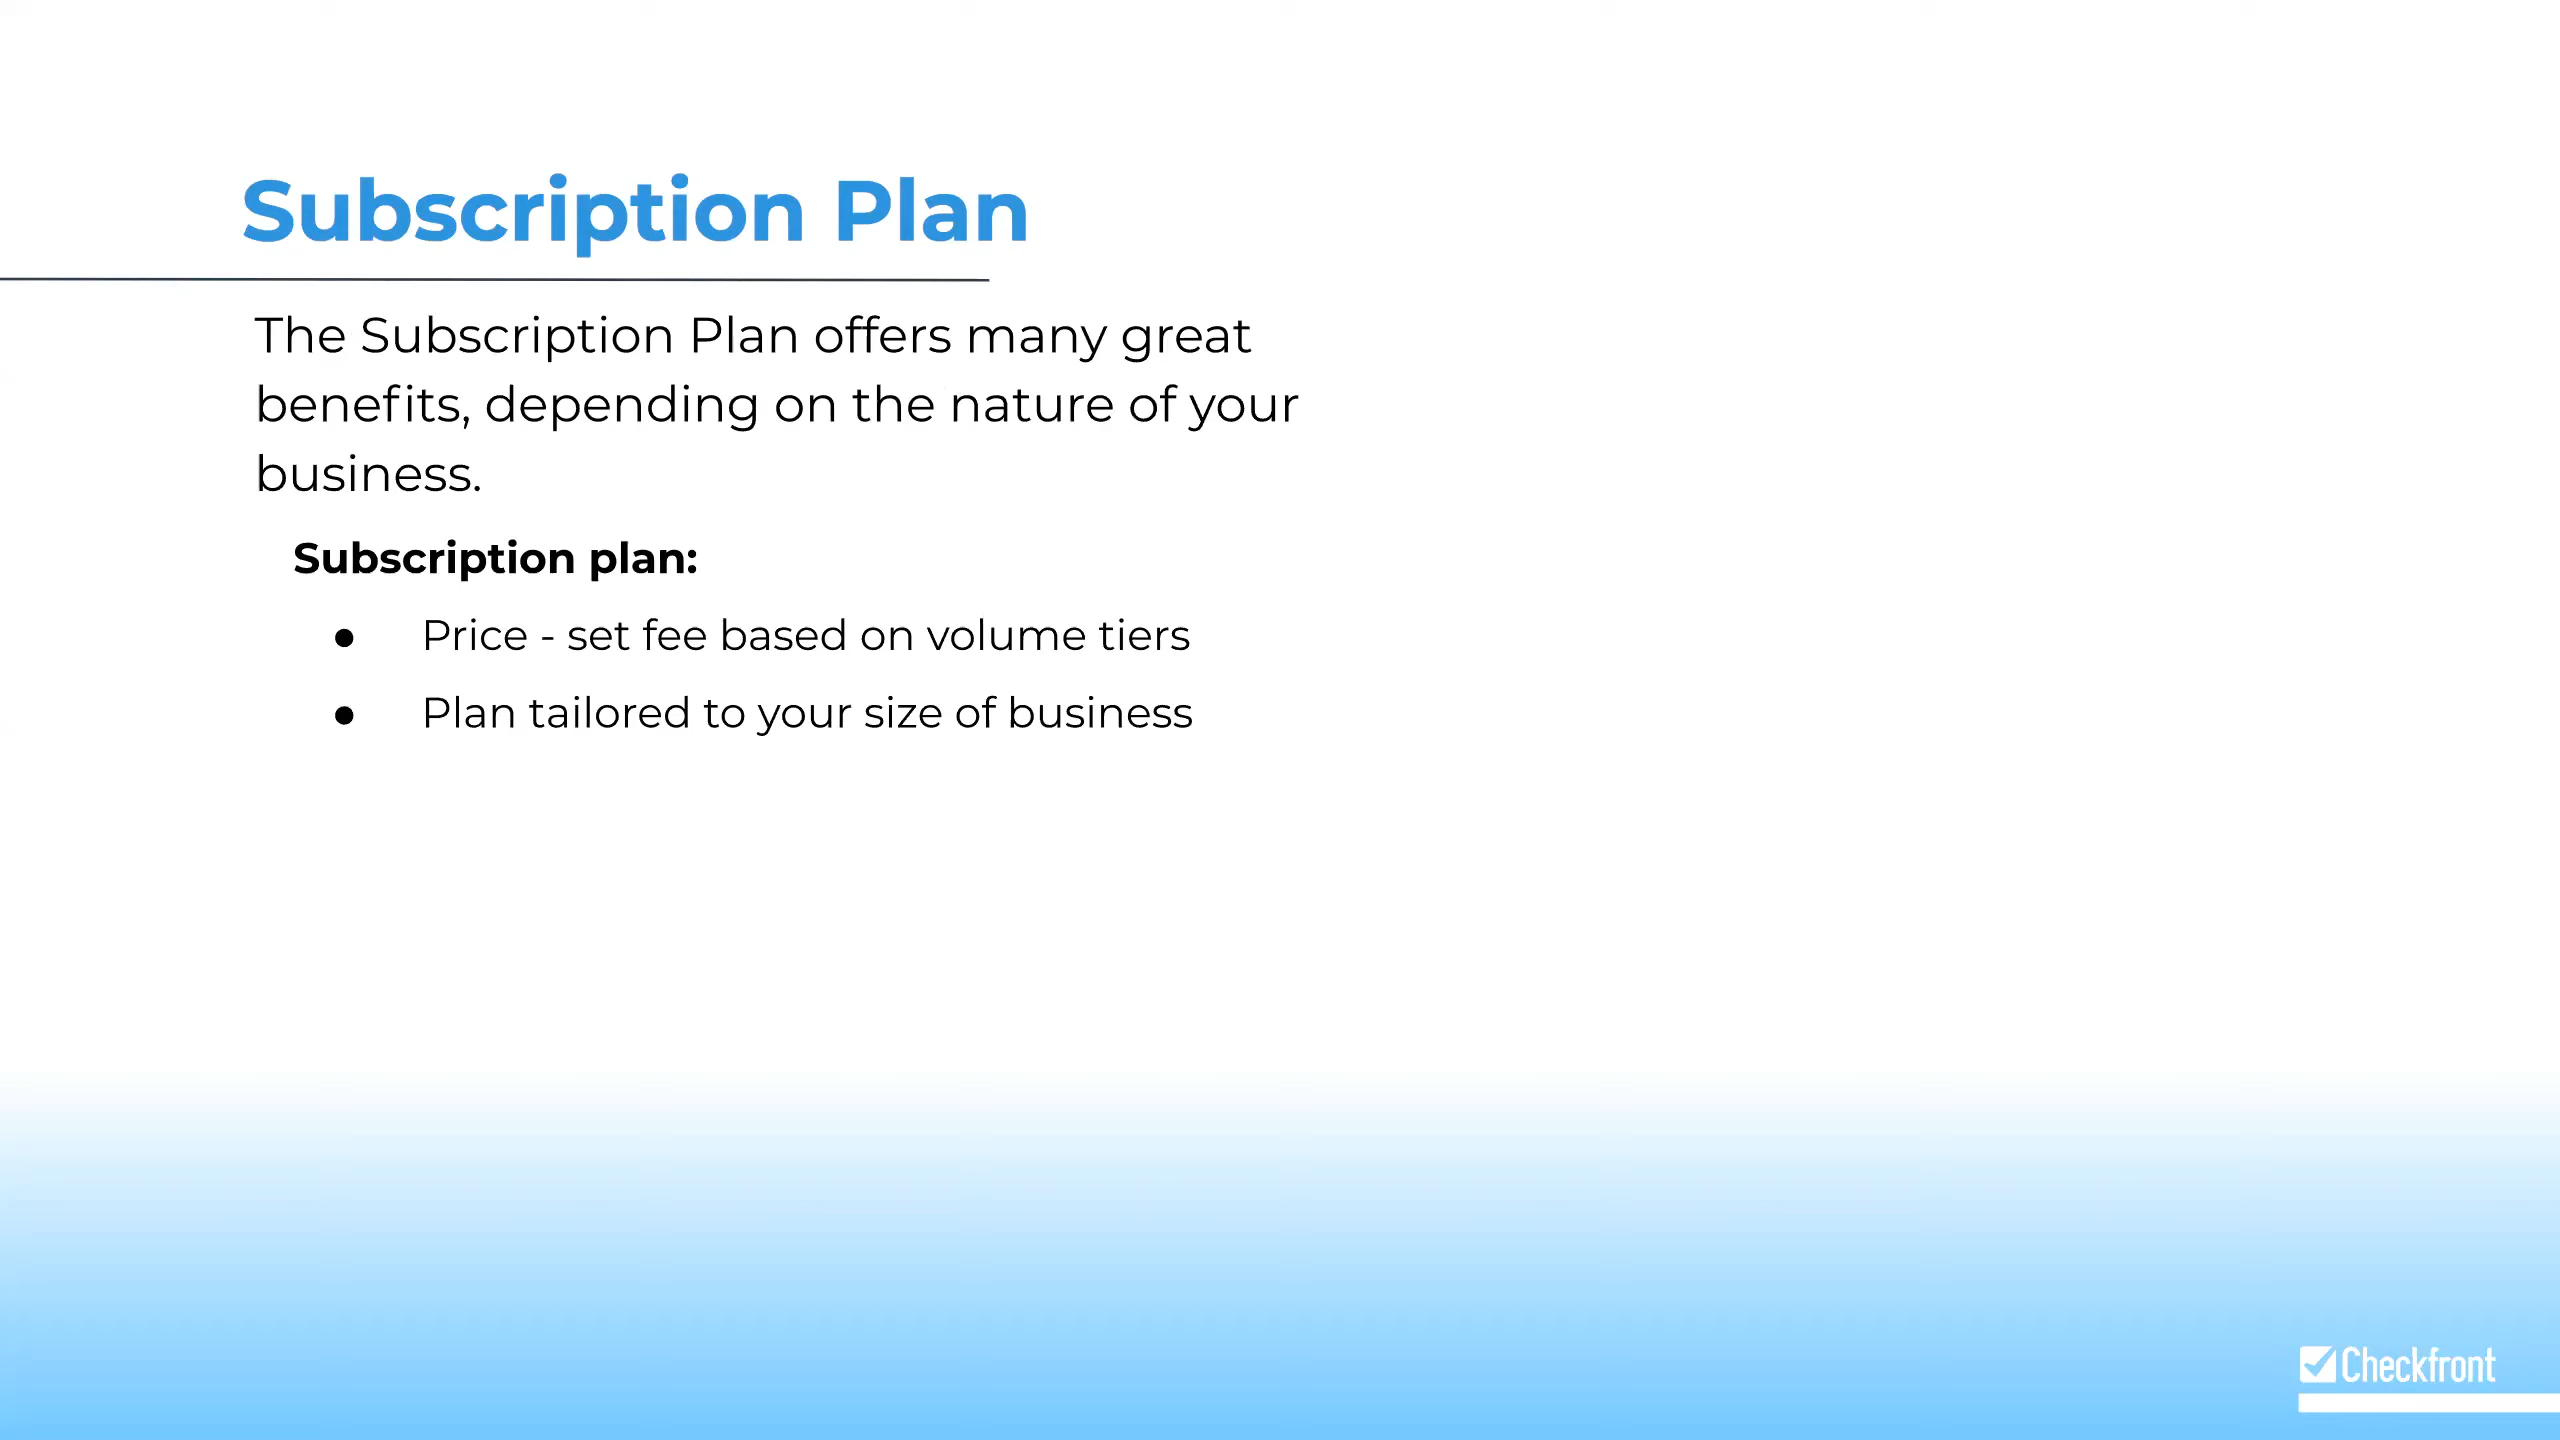 Subscription Plan
The Subscription Plan offers many great
benefits, depending on the nature of your
business.
Subscription plan:
● Price - set fee based on volume tiers
● Plan tailored to your size of business
Checkfront